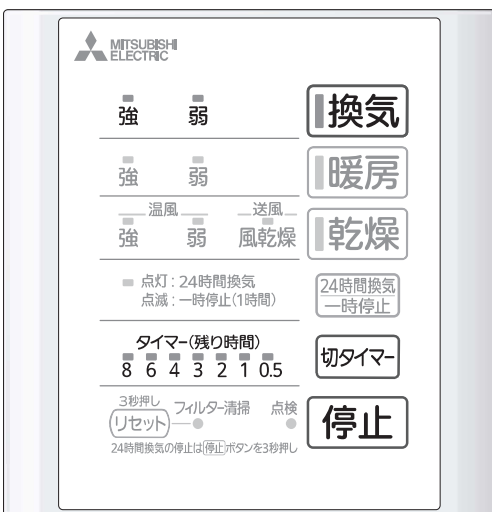 MITSUBISHI
ELECTRIC
強 弱 換気
強 弱 暖房
温風 送風
強 弱 風乾燥 乾燥
点灯：24時間換気
点滅：一時停止(1時間)
24時間換気
一時停止
タイマー(残り時間)
8 6 4 3 2 1 0.5
切タイマー
3秒押し
リセット フィルター清掃 点検
停止
24時間換気の停止は停止ボタンを3秒押し